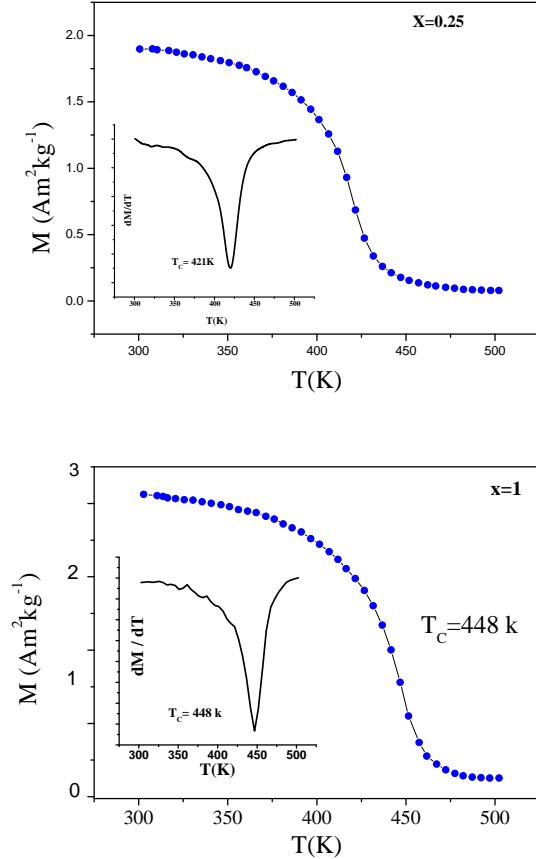 X=0.25
2.0
1.5
1.0
0.5
0.0
M (Am²kg⁻¹)
dM/dT
T_C= 421K
300 350 400 450 500
T(K)
300 350 400 450 500
T(K)
x=1
3
2
1
0
M (Am²kg⁻¹)
T_C=448 k
dM / dT
T_C= 448 k
300 350 400 450 500
T(K)
300 350 400 450 500
T(K)